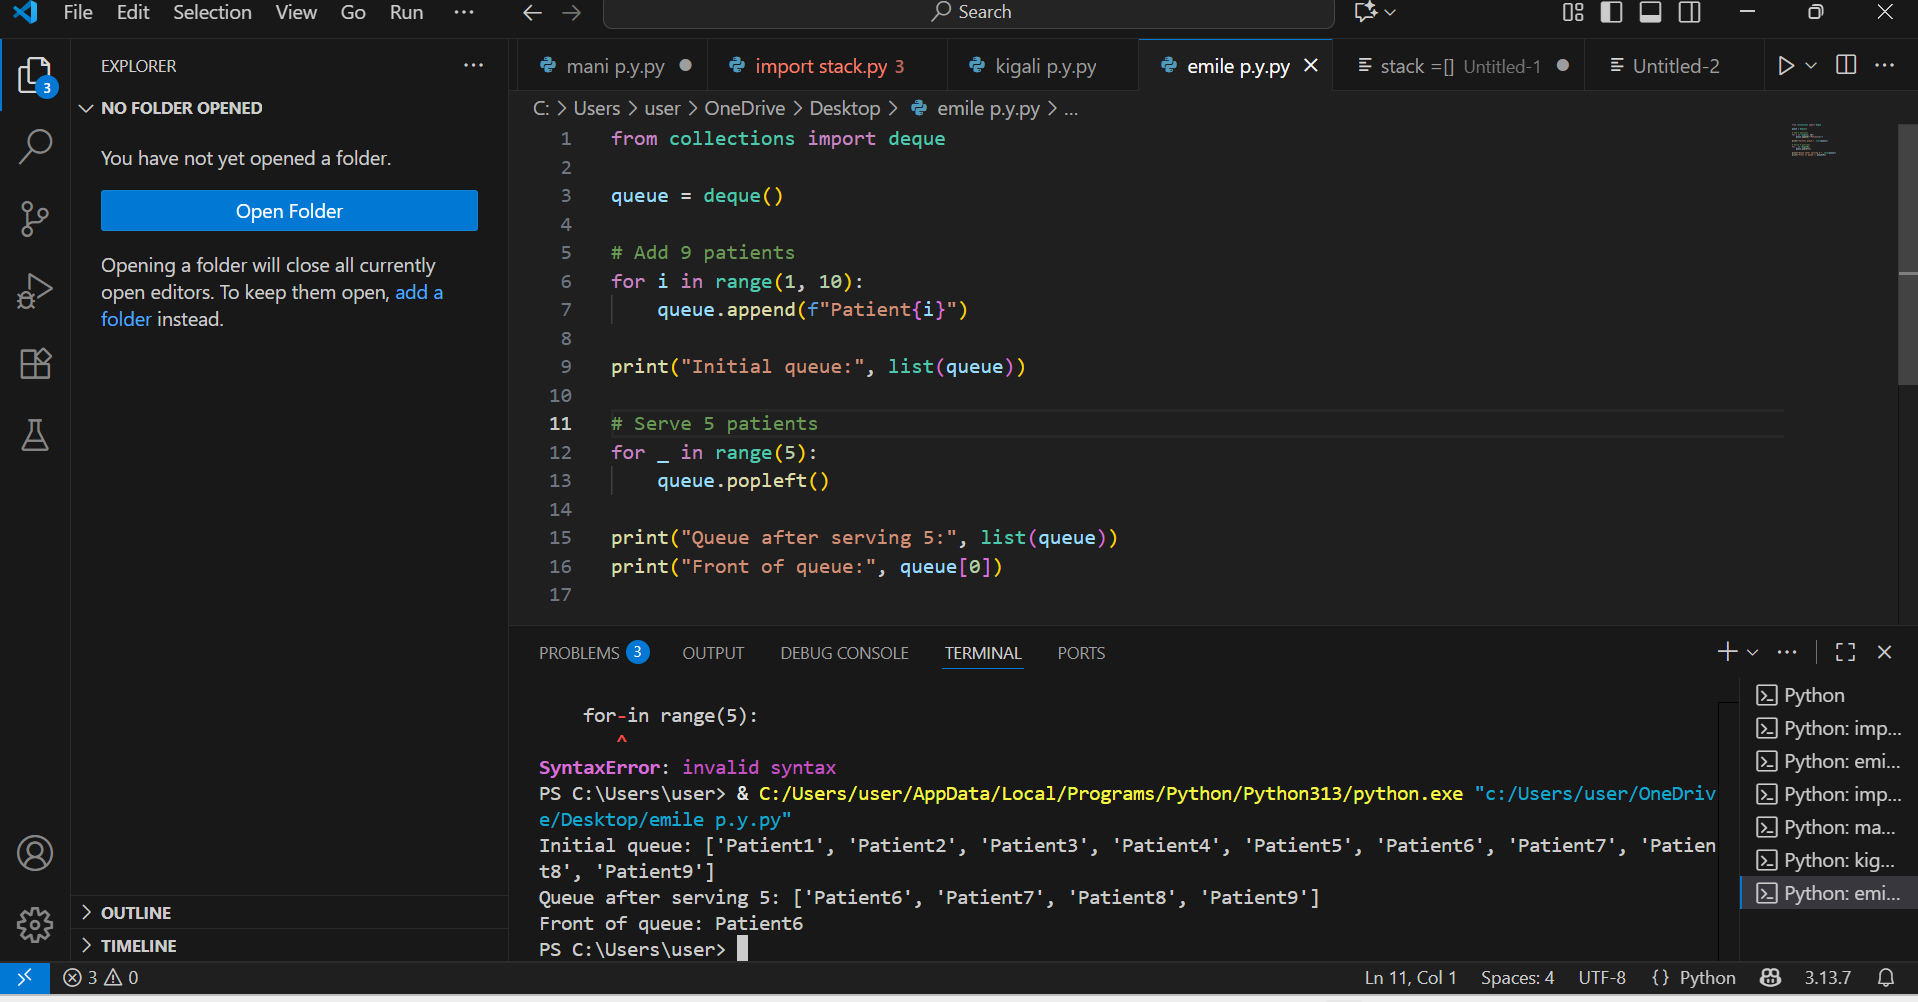 File Edit Selection View Go Run ···
Search
EXPLORER ···
NO FOLDER OPENED
You have not yet opened a folder.
Open Folder
Opening a folder will close all currently
open editors. To keep them open, add a
folder instead.
OUTLINE
TIMELINE
3
mani p.y.py
import stack.py 3
kigali p.y.py
emile p.y.py
stack =[] Untitled-1
Untitled-2
C: > Users > user > OneDrive > Desktop > emile p.y.py > ...
1 from collections import deque
2
3 queue = deque()
4
5 # Add 9 patients
6 for i in range(1, 10):
7     queue.append(f"Patient{i}")
8
9 print("Initial queue:", list(queue))
10
11 # Serve 5 patients
12 for _ in range(5):
13     queue.popleft()
14
15 print("Queue after serving 5:", list(queue))
16 print("Front of queue:", queue[0])
17
PROBLEMS 3 OUTPUT DEBUG CONSOLE TERMINAL PORTS
    for-in range(5):
       ^
SyntaxError: invalid syntax
PS C:\Users\user> & C:/Users/user/AppData/Local/Programs/Python/Python313/python.exe "c:/Users/user/OneDriv
e/Desktop/emile p.y.py"
Initial queue: ['Patient1', 'Patient2', 'Patient3', 'Patient4', 'Patient5', 'Patient6', 'Patient7', 'Patien
t8', 'Patient9']
Queue after serving 5: ['Patient6', 'Patient7', 'Patient8', 'Patient9']
Front of queue: Patient6
PS C:\Users\user>
Python
Python: imp...
Python: emi...
Python: imp...
Python: ma...
Python: kig...
Python: emi...
3 0
Ln 11, Col 1 Spaces: 4 UTF-8 {} Python 3.13.7